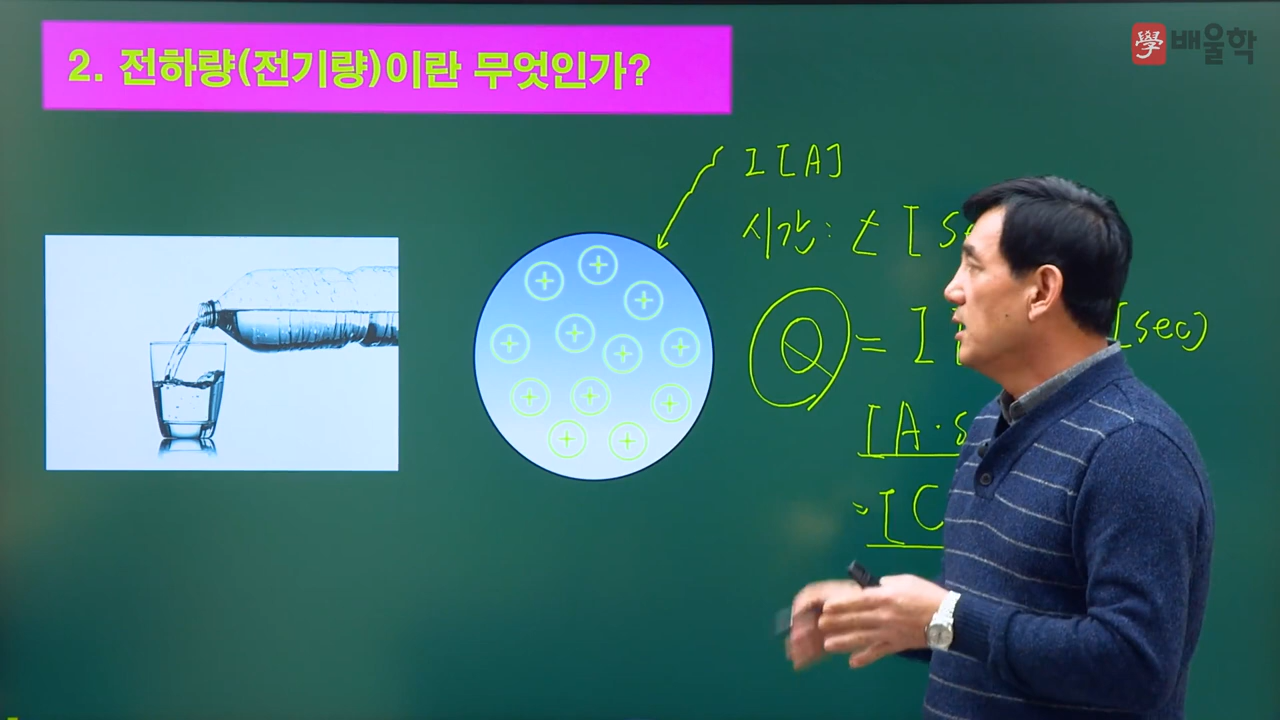 2. 전하량(전기량)이란 무엇인가?
學 배울학
I [A]
시간: t [ se
Q = I [sec)
[A·s
= [C